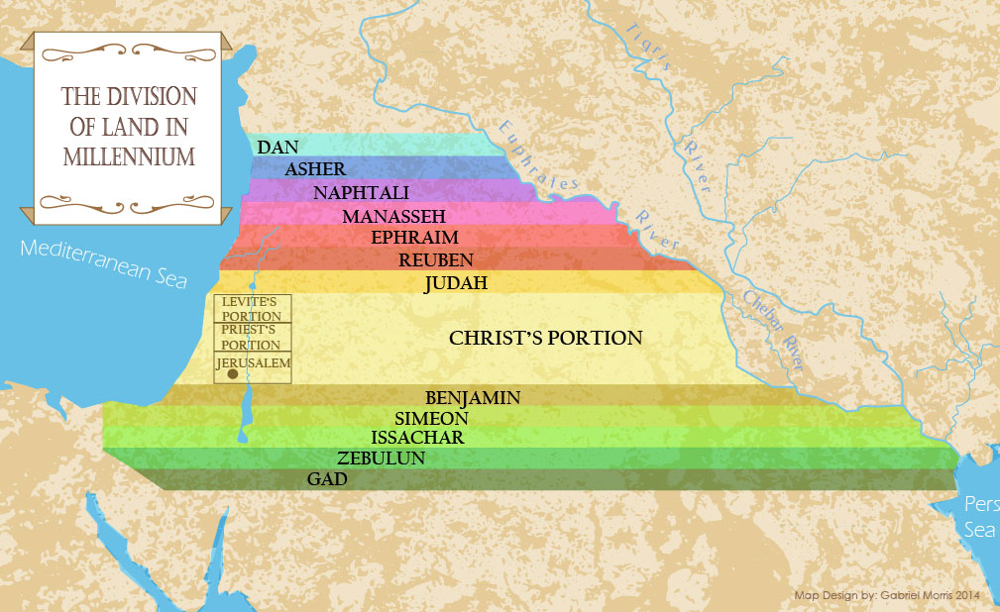 THE DIVISION
OF LAND IN
MILLENNIUM
Tigris
River
Euphrates
River
DAN
ASHER
NAPHTALI
MANASSEH
EPHRAIM
REUBEN
JUDAH
Mediterranean Sea
LEVITE'S
PORTION
PRIEST'S
PORTION
JERUSALEM
CHRIST'S PORTION
Chebar River
BENJAMIN
SIMEON
ISSACHAR
ZEBULUN
GAD
Pers
Sea
Map Design by: Gabriel Morris 2014